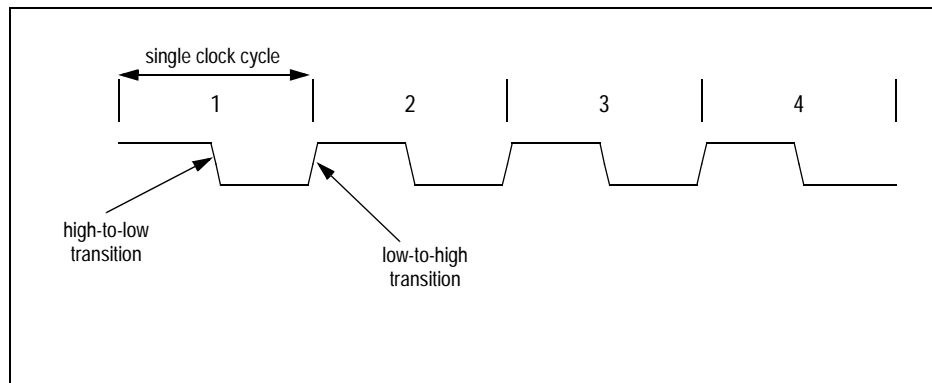 single clock cycle
1 2 3 4
high-to-low
transition
low-to-high
transition